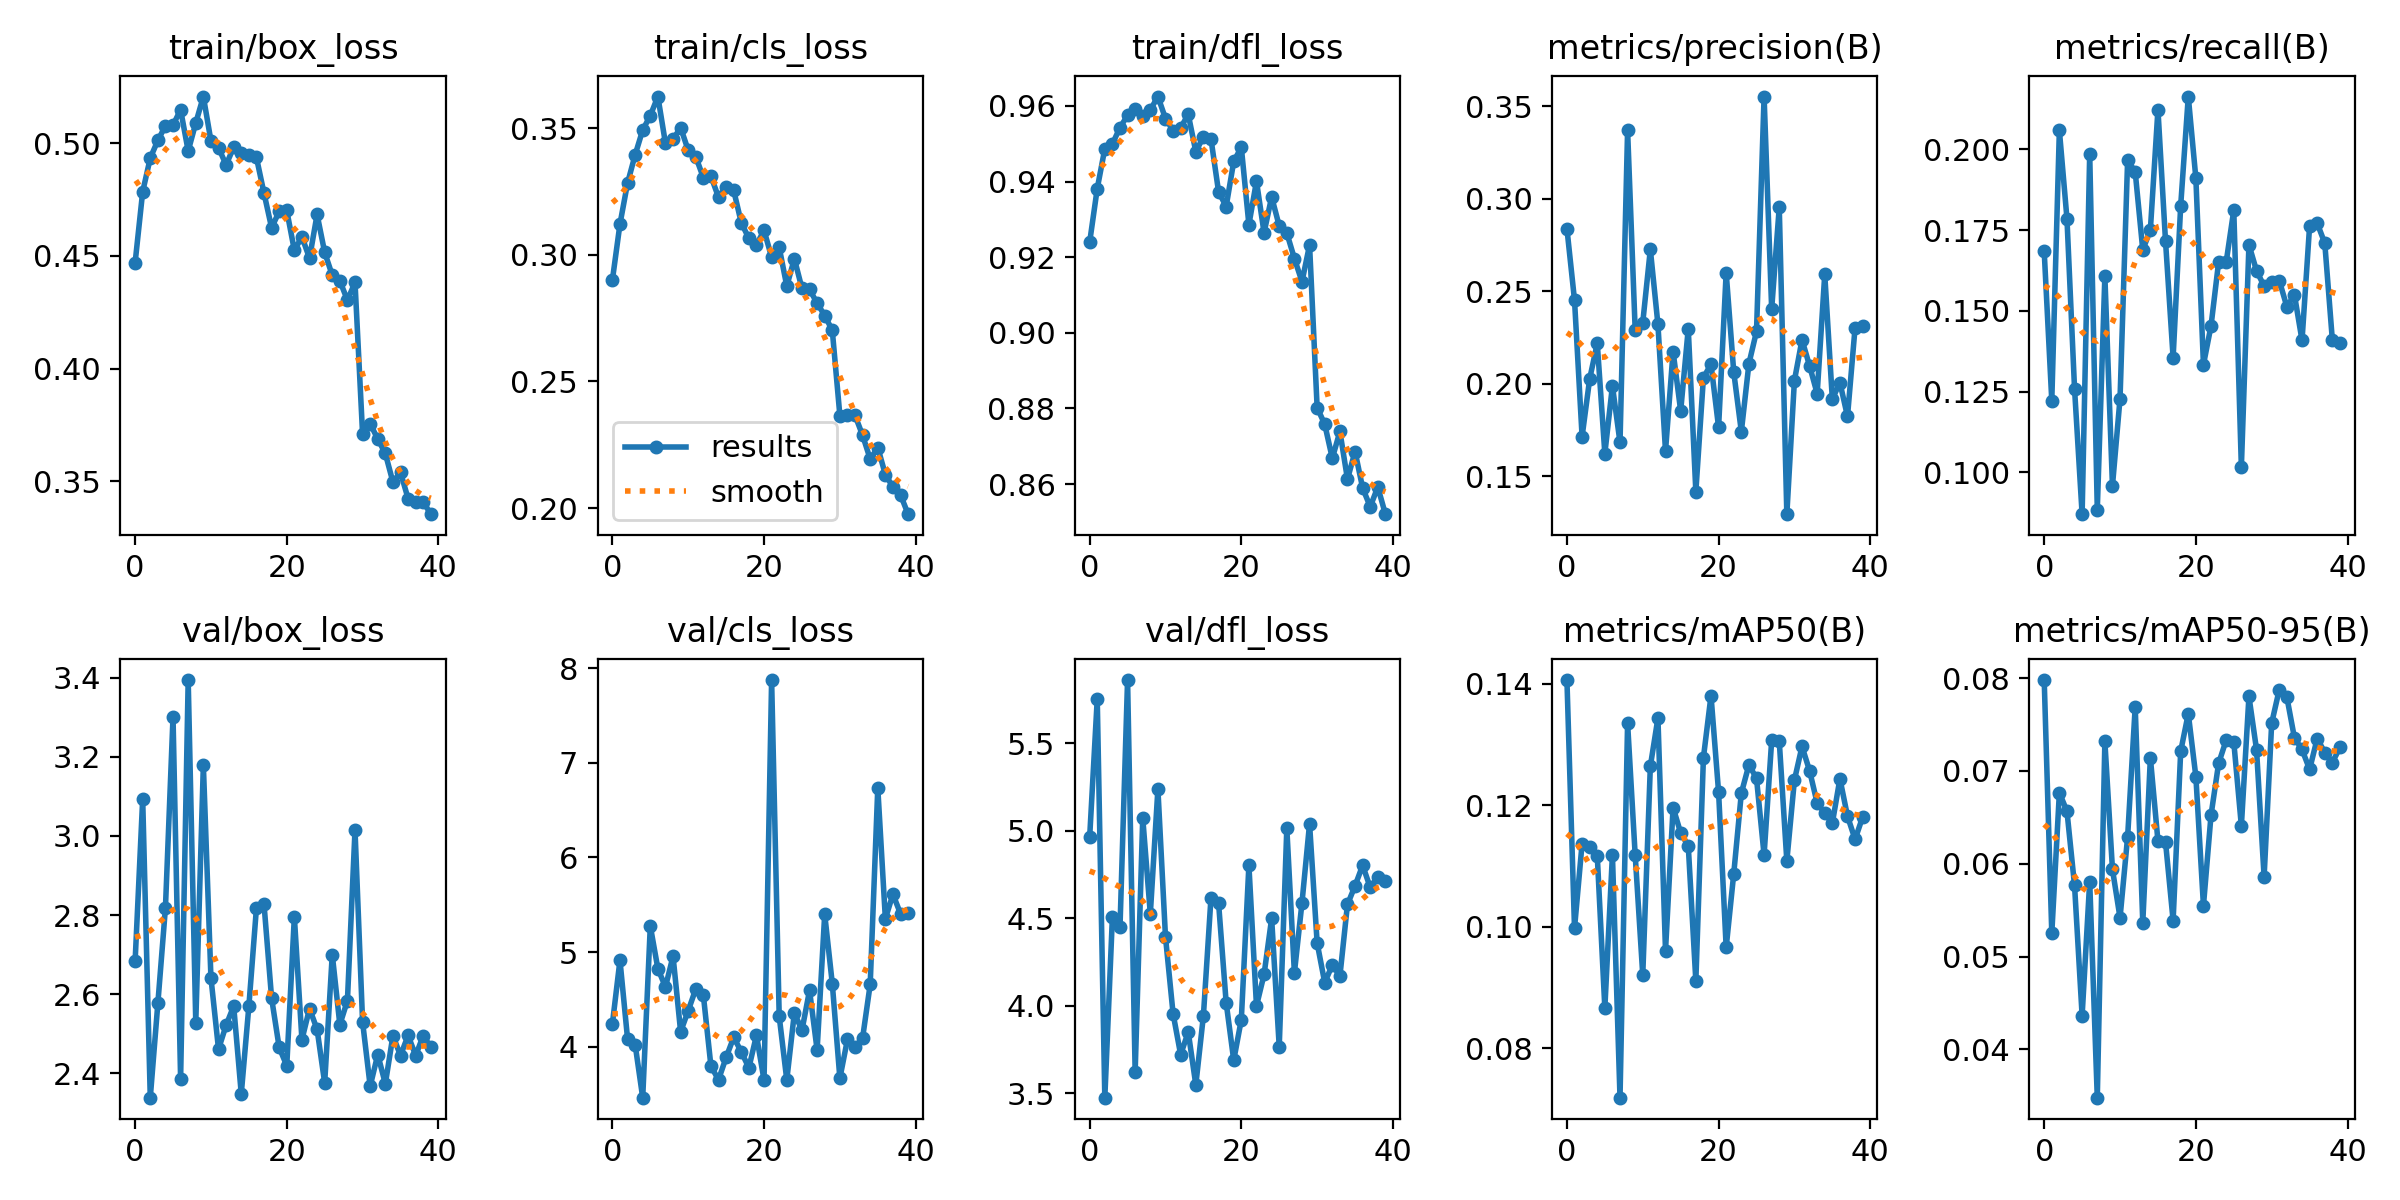 train/box_loss
train/cls_loss
train/dfl_loss
metrics/precision(B)
metrics/recall(B)
0.50
0.45
0.40
0.35
0 20 40
0.35
0.30
0.25
0.20
results
smooth
0 20 40
0.96
0.94
0.92
0.90
0.88
0.86
0 20 40
0.35
0.30
0.25
0.20
0.15
0 20 40
0.200
0.175
0.150
0.125
0.100
0 20 40
val/box_loss
val/cls_loss
val/dfl_loss
metrics/mAP50(B)
metrics/mAP50-95(B)
3.4
3.2
3.0
2.8
2.6
2.4
0 20 40
8
7
6
5
4
0 20 40
5.5
5.0
4.5
4.0
3.5
0 20 40
0.14
0.12
0.10
0.08
0 20 40
0.08
0.07
0.06
0.05
0.04
0 20 40